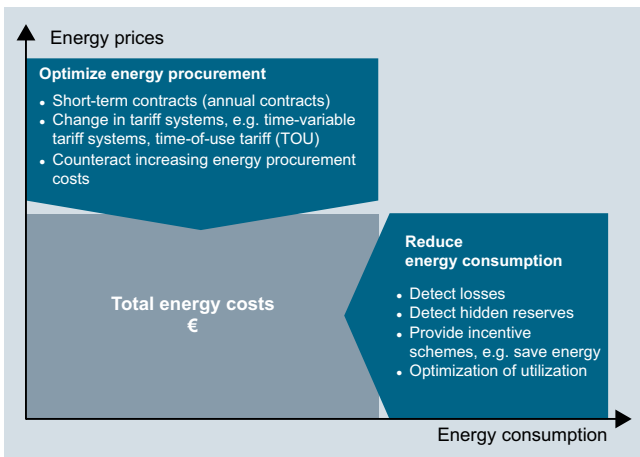 Energy prices
Optimize energy procurement
• Short-term contracts (annual contracts)
• Change in tariff systems, e.g. time-variable
tariff systems, time-of-use tariff (TOU)
• Counteract increasing energy procurement
costs
Total energy costs
€
Reduce
energy consumption
• Detect losses
• Detect hidden reserves
• Provide incentive
schemes, e.g. save energy
• Optimization of utilization
Energy consumption